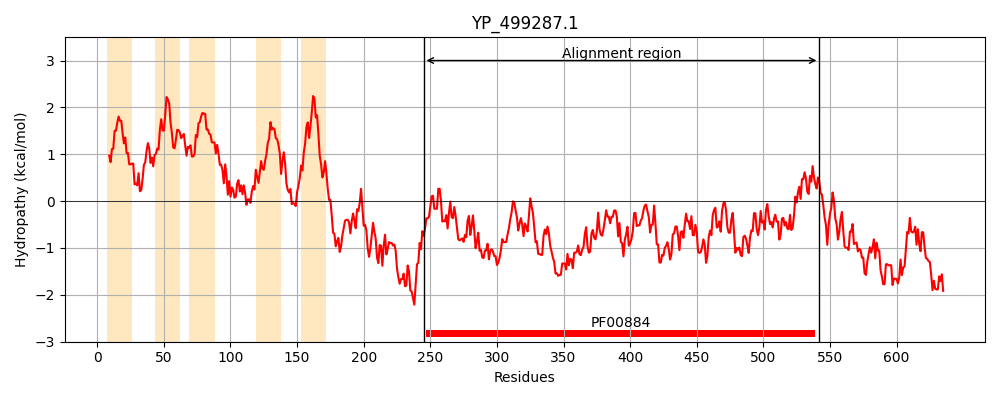 YP_499287.1
Alignment region
3
2
1
0
−1
−2
−3
Hydropathy (kcal/mol)
PF00884
0 50 100 150 200 250 300 350 400 450 500 550 600
Residues